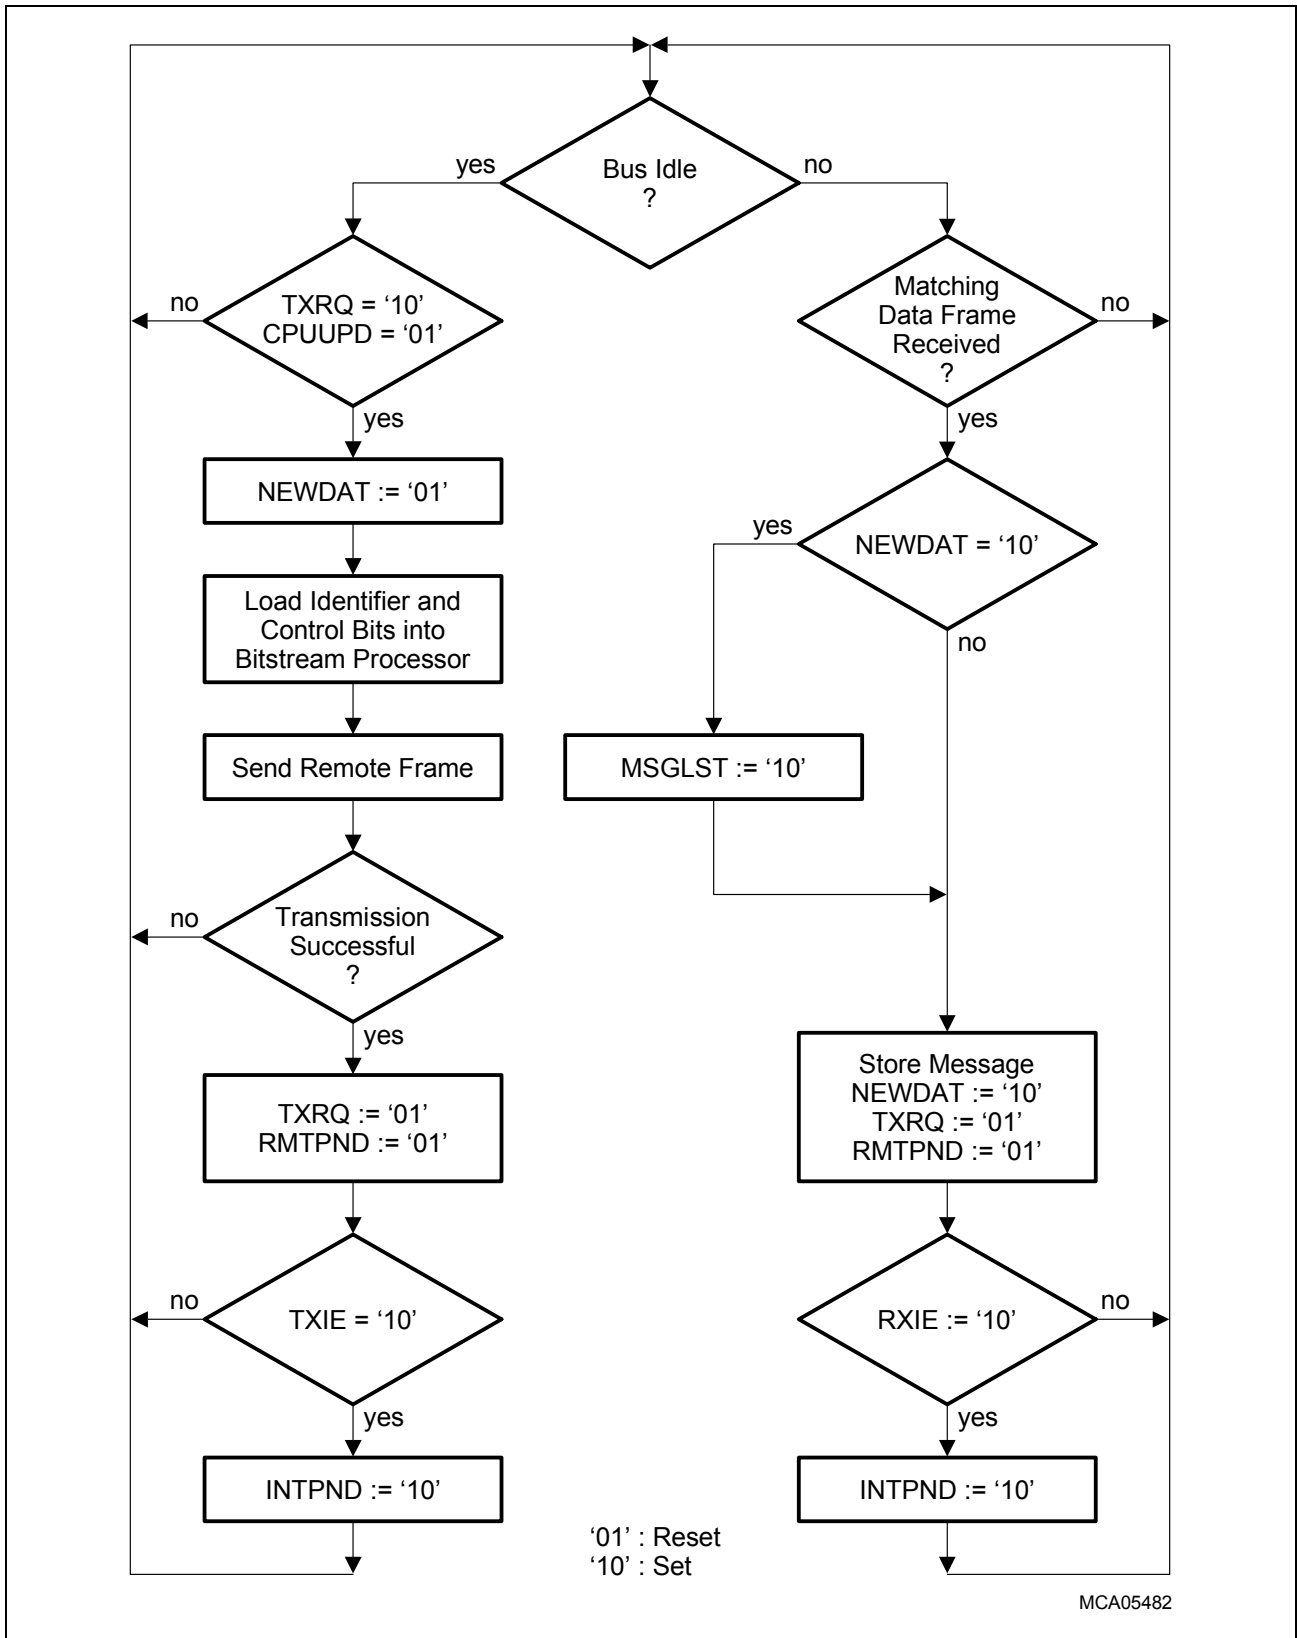 Bus Idle
?
yes
no
TXRQ = ‘10’
CPUUPD = ‘01’
no
yes
Matching
Data Frame
Received
?
no
yes
NEWDAT := ‘01’
NEWDAT = ‘10’
yes
no
Load Identifier and
Control Bits into
Bitstream Processor
Send Remote Frame
MSGLST := ‘10’
Transmission
Successful
?
no
yes
TXRQ := ‘01’
RMTPND := ‘01’
Store Message
NEWDAT := ‘10’
TXRQ := ‘01’
RMTPND := ‘01’
TXIE = ‘10’
no
yes
RXIE := ‘10’
no
yes
INTPND := ‘10’
INTPND := ‘10’
‘01’ : Reset
‘10’ : Set
MCA05482